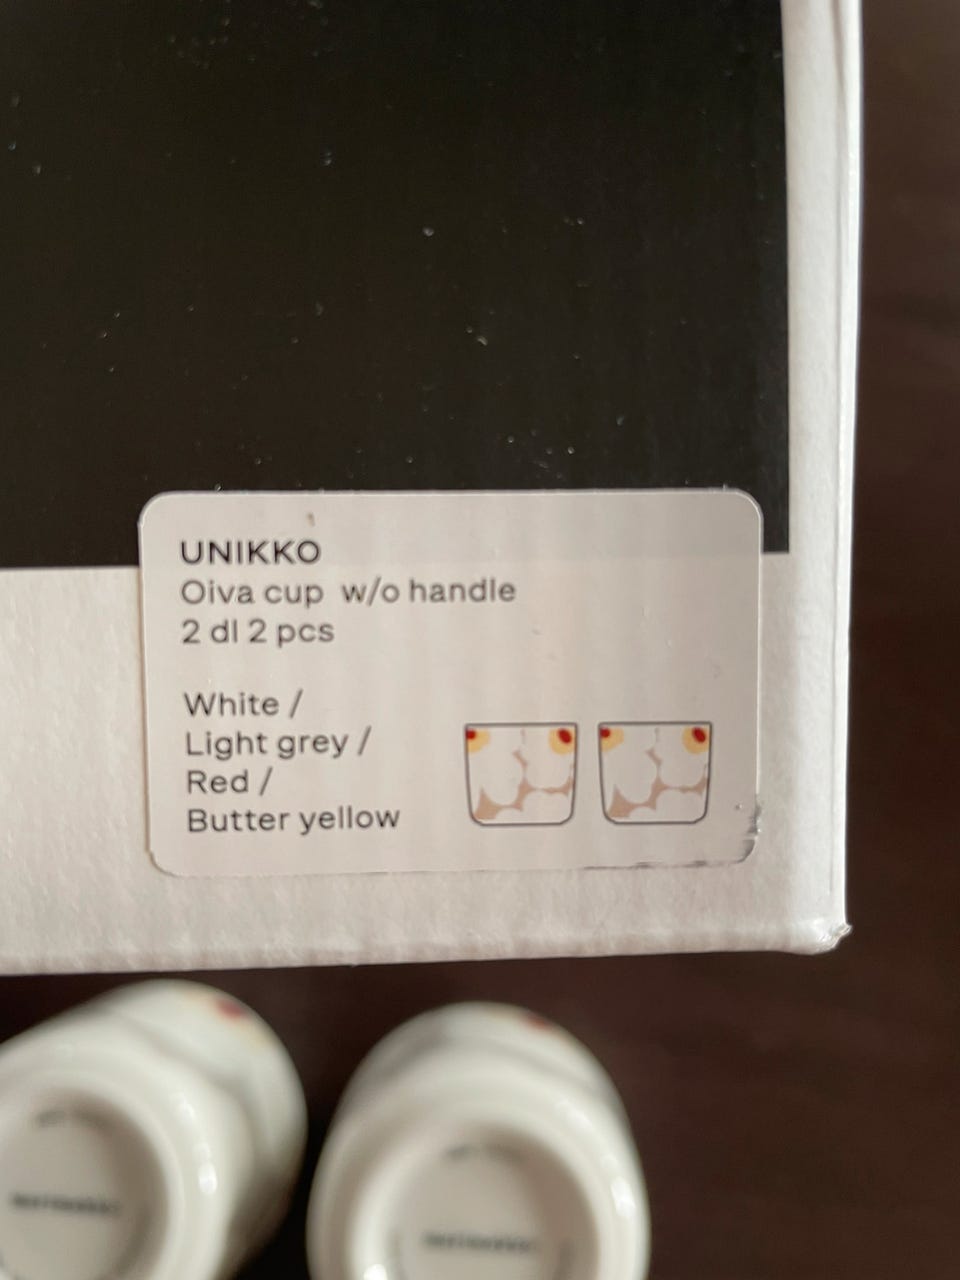 UNIKKO
Oiva cup w/o handle
2 dl 2 pcs
White /
Light grey /
Red /
Butter yellow